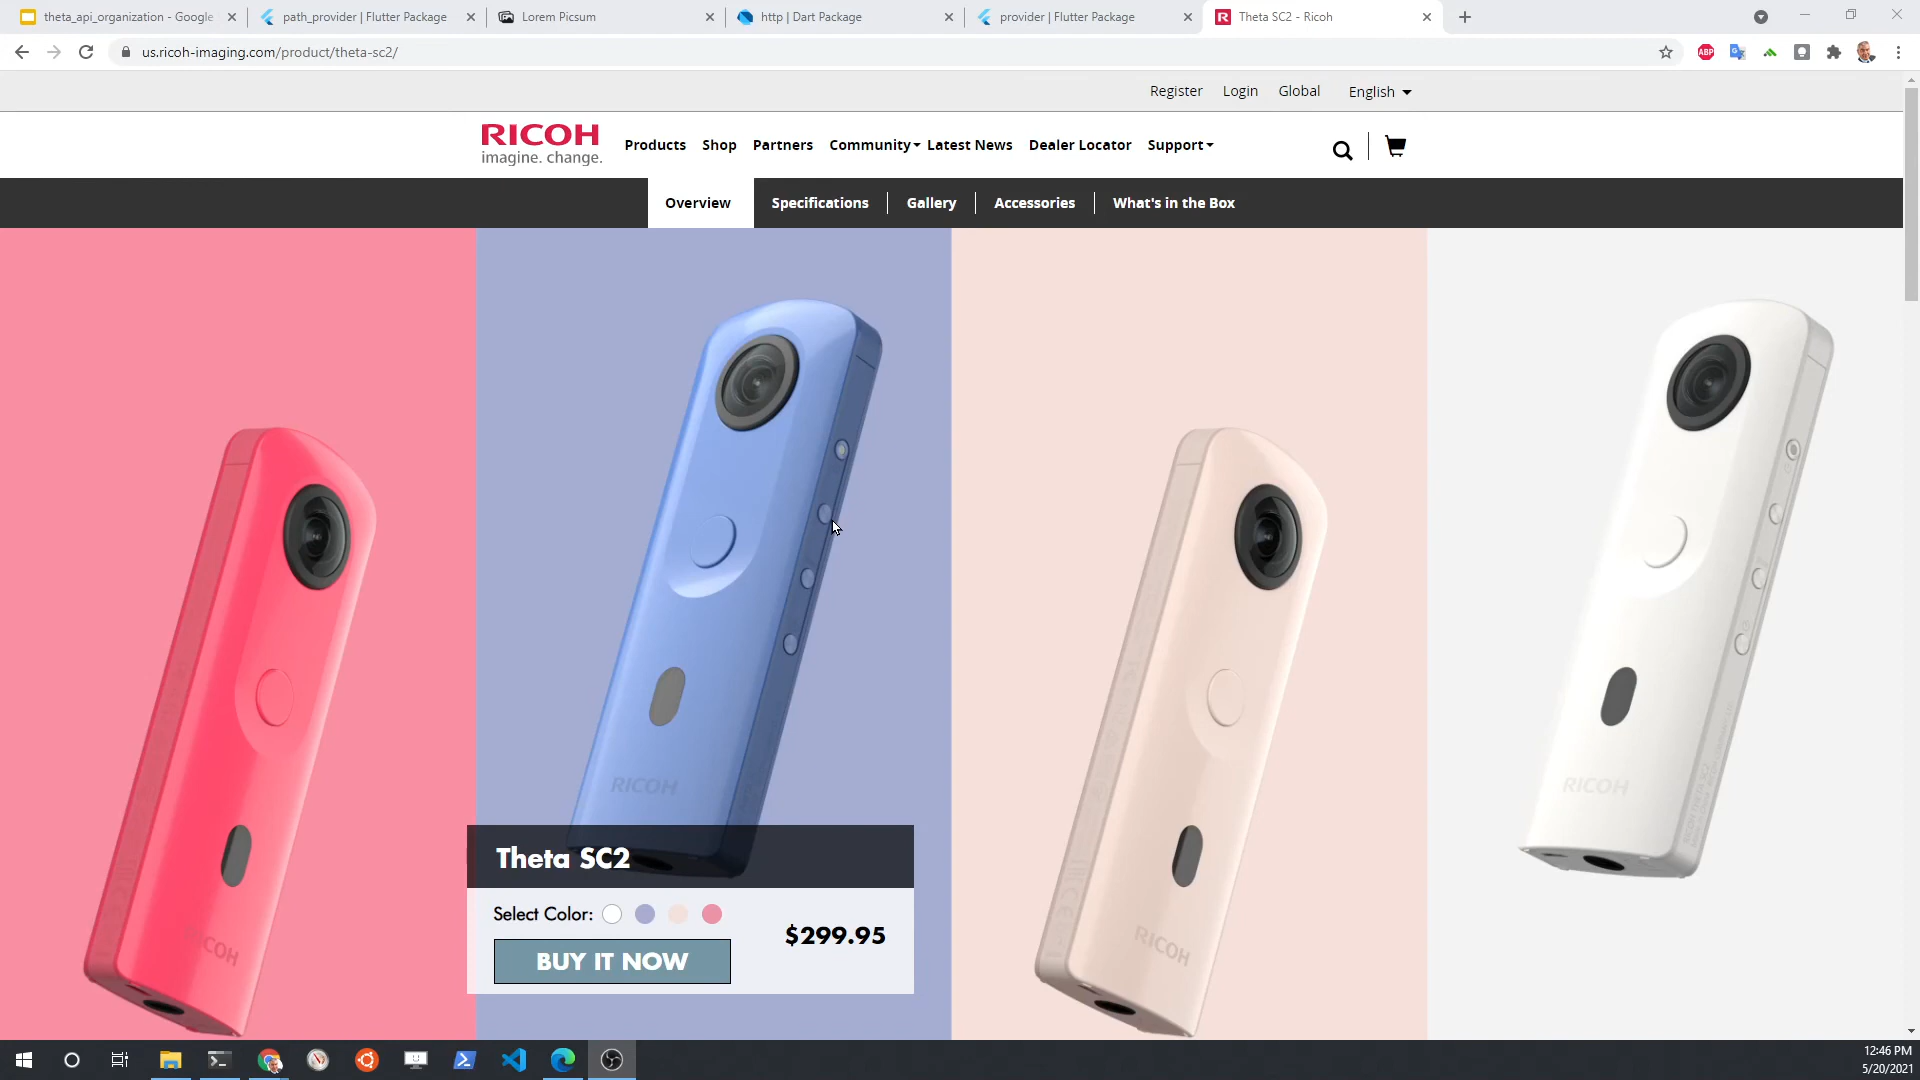 theta_api_organization - Google
path_provider | Flutter Package
Lorem Picsum
http | Dart Package
provider | Flutter Package
Theta SC2 - Ricoh
us.ricoh-imaging.com/product/theta-sc2/
ABP
Register
Login
Global
English
RICOH
imagine. change.
Products
Shop
Partners
Community
Latest News
Dealer Locator
Support
Overview
Specifications
Gallery
Accessories
What's in the Box
RICOH
RICOH
RICOH
RICOH
Theta SC2
Select Color:
$299.95
BUY IT NOW
12:46 PM
5/20/2021